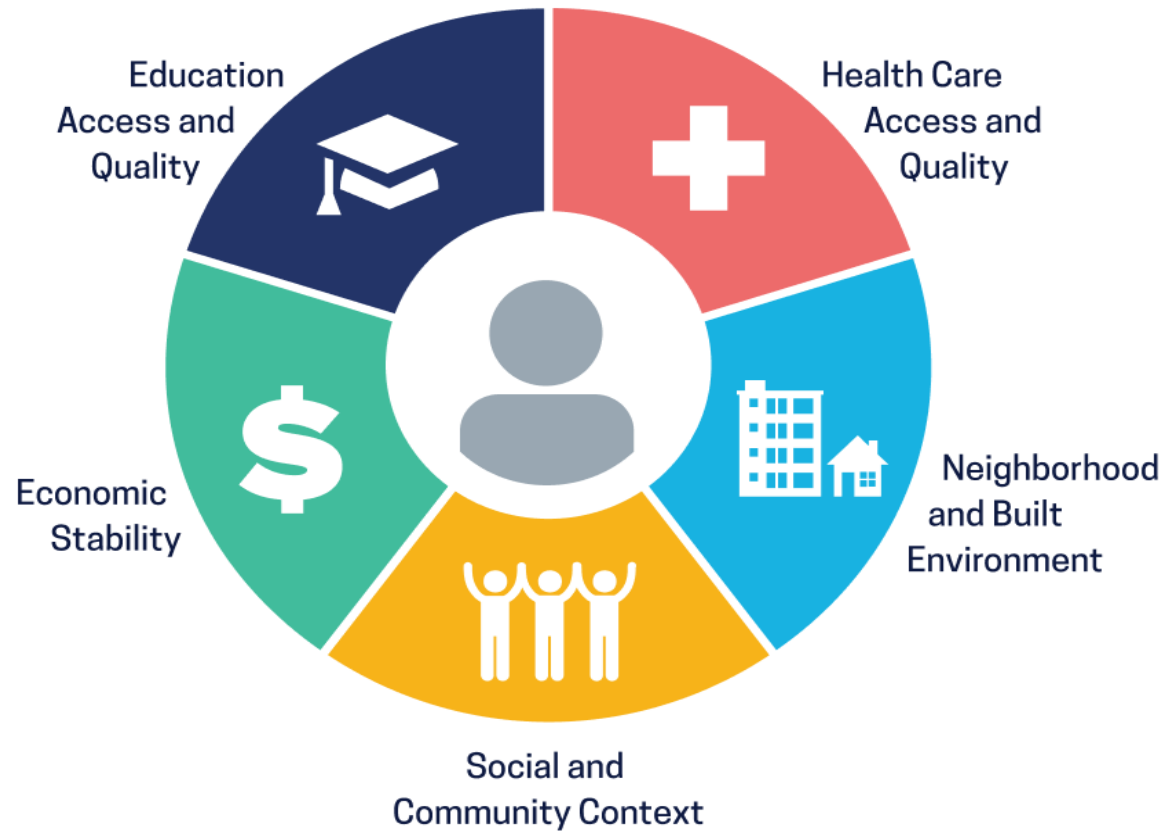 Education
Access and
Quality
Health Care
Access and
Quality
Economic
Stability
Neighborhood
and Built
Environment
Social and
Community Context